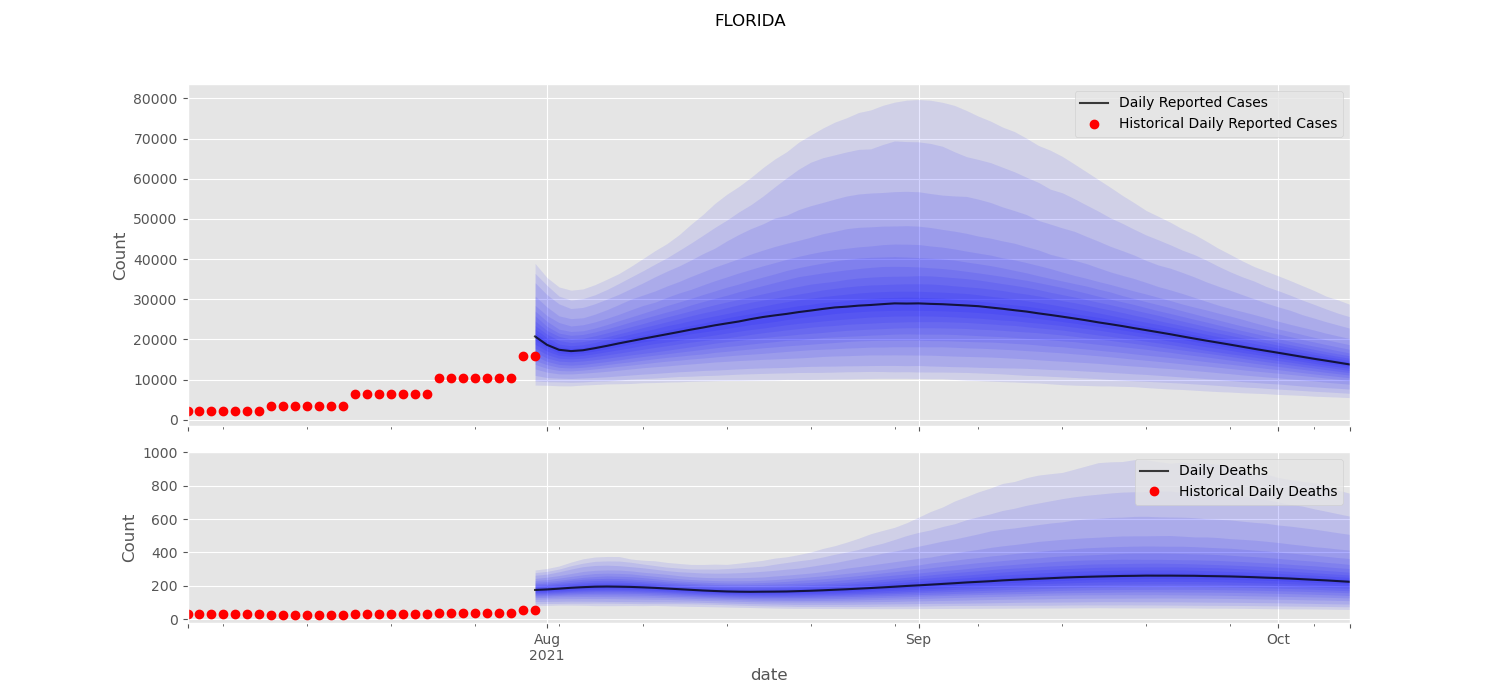 FLORIDA
80000
70000
60000
50000
40000
30000
20000
10000
0
Count
Daily Reported Cases
Historical Daily Reported Cases
1000
800
600
400
200
0
Count
Daily Deaths
Historical Daily Deaths
Aug
2021
Sep
Oct
date